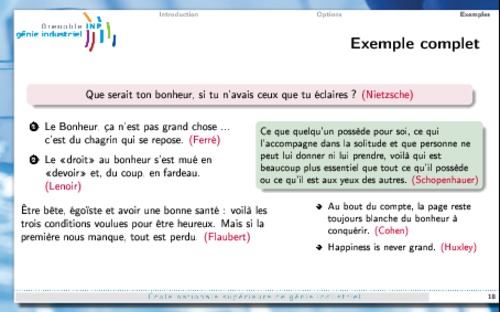 Introduction Options Exemples
Grenoble INP
génie industriel
Exemple complet
Que serait ton bonheur, si tu n'avais ceux que tu éclaires ? (Nietzsche)
1 Le Bonheur, ça n'est pas grand chose ...
c'est du chagrin qui se repose. (Ferré)
2 Le «droit» au bonheur s'est mué en
«devoir» et, du coup, en fardeau.
(Lenoir)
Être bête, égoïste et avoir une bonne santé : voilà les
trois conditions voulues pour être heureux. Mais si la
première nous manque, tout est perdu. (Flaubert)
Ce que quelqu'un possède pour soi, ce qui
l'accompagne dans la solitude et que personne ne
peut lui donner ni lui prendre, voilà qui est
beaucoup plus essentiel que tout ce qu'il possède
ou ce qu'il est aux yeux des autres. (Schopenhauer)
Au bout du compte, la page reste
toujours blanche du bonheur à
conquérir. (Cohen)
Happiness is never grand. (Huxley)
École nationale supérieure de génie industriel
18